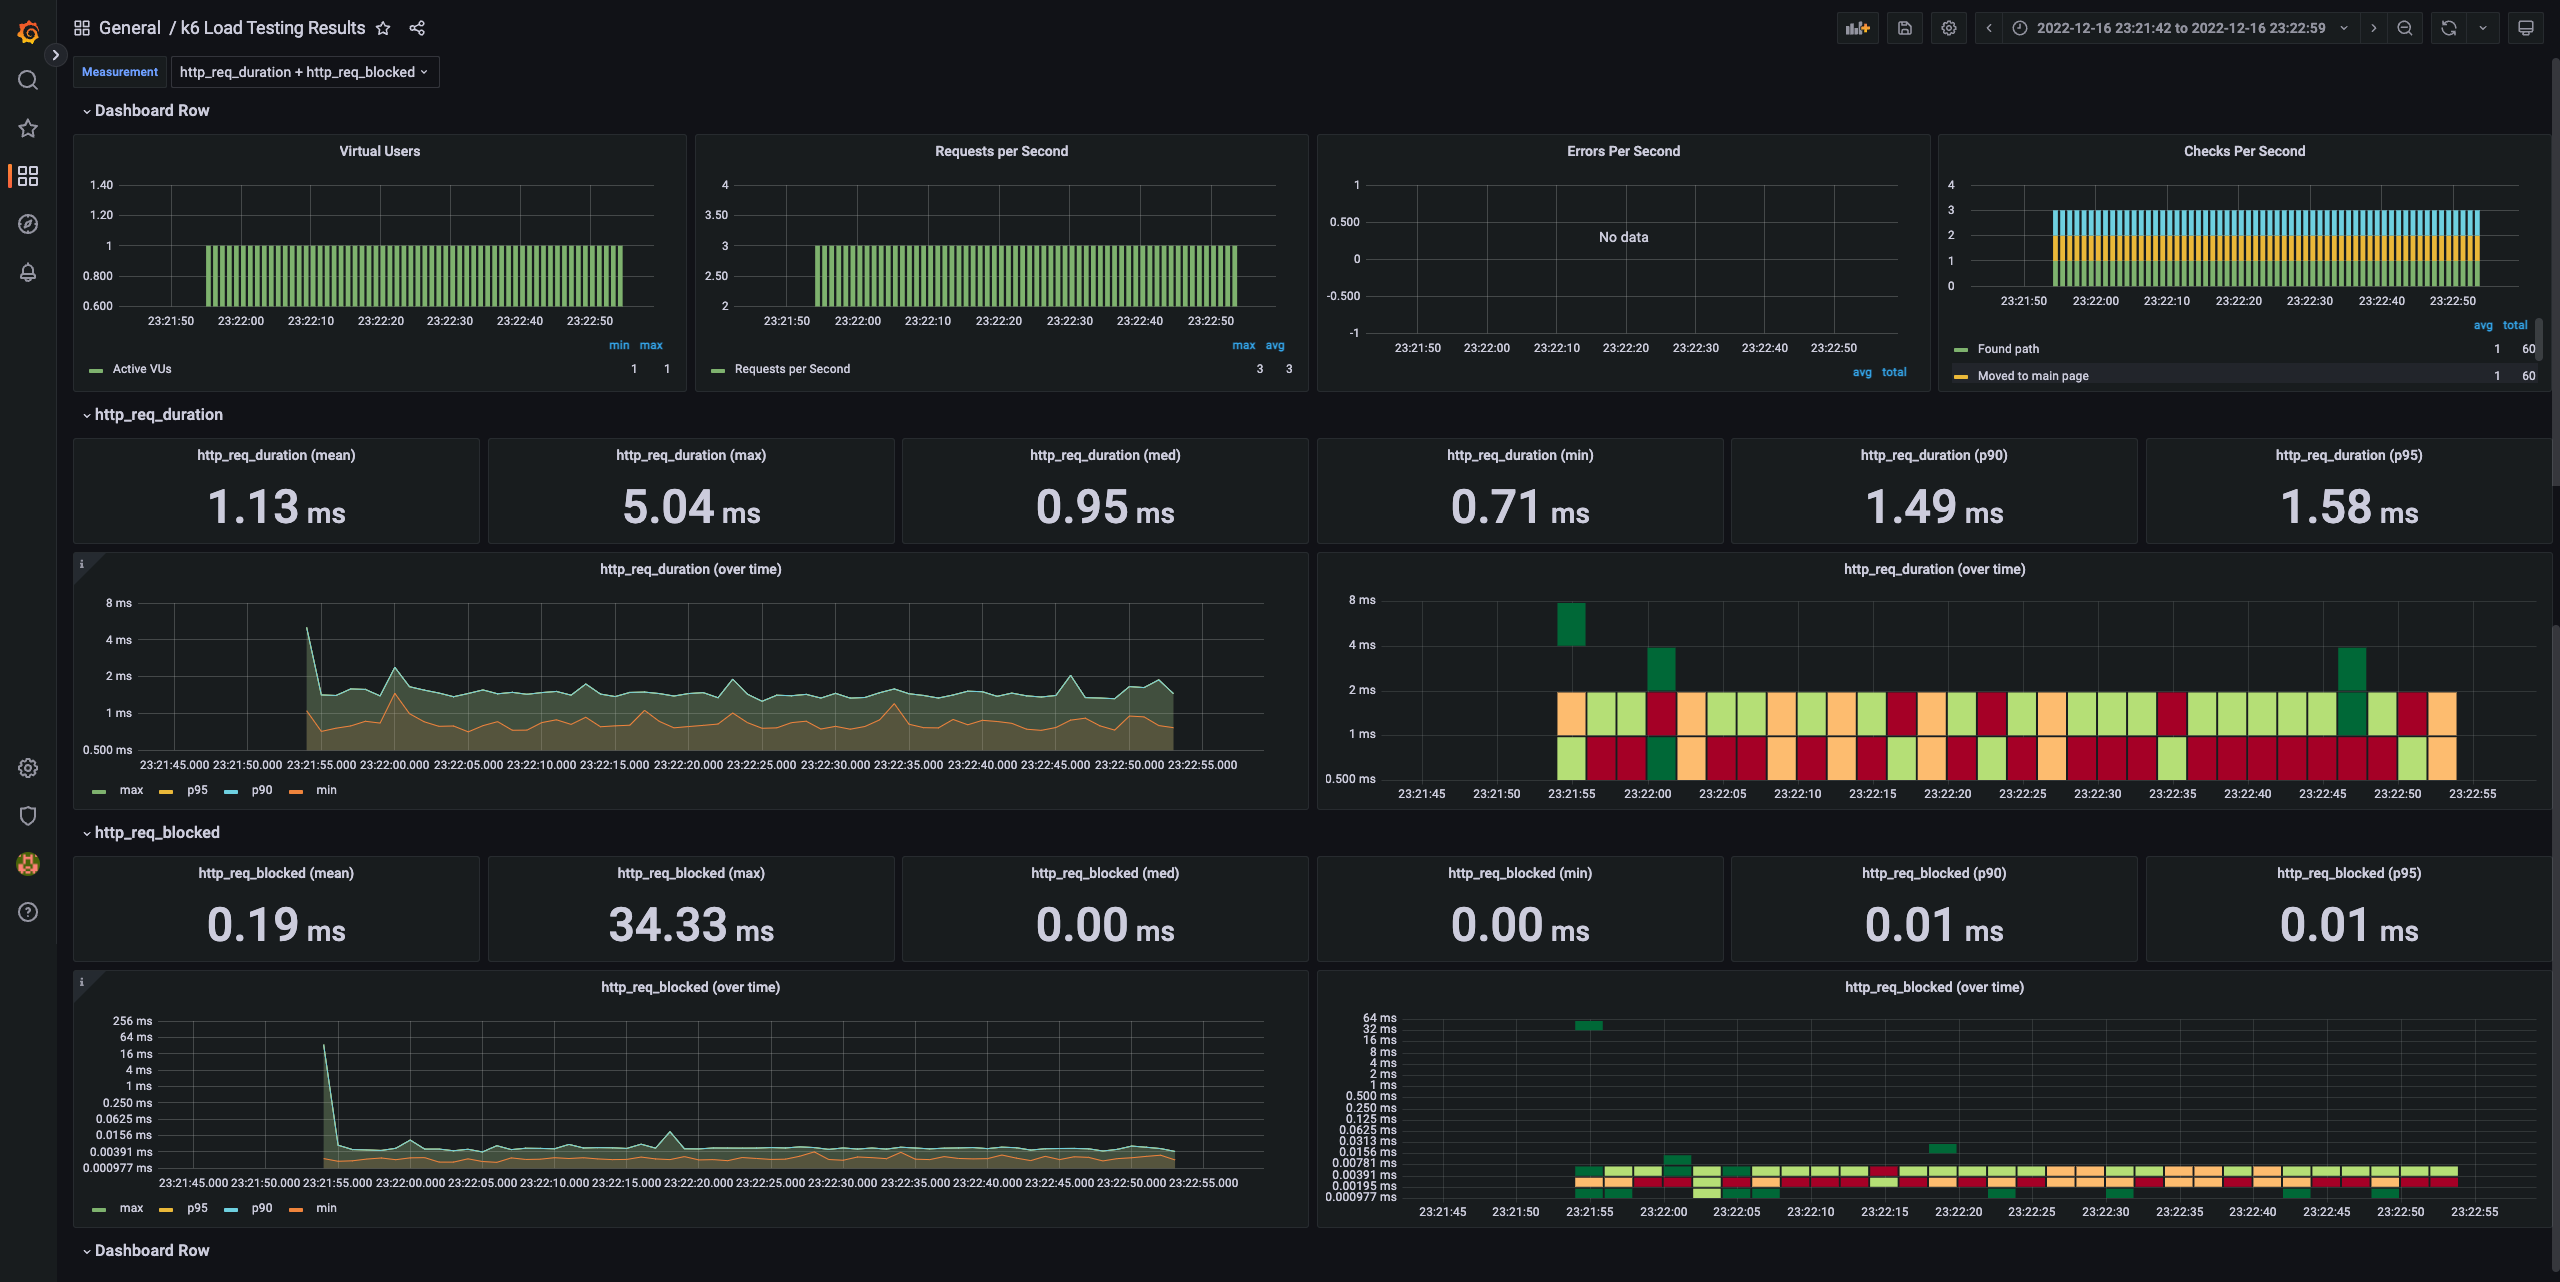 General / k6 Load Testing Results
2022-12-16 23:21:42 to 2022-12-16 23:22:59
Measurement http_req_duration + http_req_blocked
Dashboard Row
Virtual Users
1.40
1.20
1
0.800
0.600
23:21:50 23:22:00 23:22:10 23:22:20 23:22:30 23:22:40 23:22:50
min max
Active VUs 1 1
Requests per Second
4
3.50
3
2.50
2
23:21:50 23:22:00 23:22:10 23:22:20 23:22:30 23:22:40 23:22:50
max avg
Requests per Second 3 3
Errors Per Second
1
0.500
No data
0
-0.500
-1
23:21:50 23:22:00 23:22:10 23:22:20 23:22:30 23:22:40 23:22:50
avg total
Checks Per Second
4
3
2
1
0
23:21:50 23:22:00 23:22:10 23:22:20 23:22:30 23:22:40 23:22:50
avg total
Found path 1 60
Moved to main page 1 60
http_req_duration
http_req_duration (mean)
1.13 ms
http_req_duration (max)
5.04 ms
http_req_duration (med)
0.95 ms
http_req_duration (min)
0.71 ms
http_req_duration (p90)
1.49 ms
http_req_duration (p95)
1.58 ms
http_req_duration (over time)
8 ms
4 ms
2 ms
1 ms
0.500 ms
23:21:45.000 23:21:50.000 23:21:55.000 23:22:00.000 23:22:05.000 23:22:10.000 23:22:15.000 23:22:20.000 23:22:25.000 23:22:30.000 23:22:35.000 23:22:40.000 23:22:45.000 23:22:50.000 23:22:55.000
max p95 p90 min
http_req_duration (over time)
8 ms
4 ms
2 ms
1 ms
0.500 ms
23:21:45 23:21:50 23:21:55 23:22:00 23:22:05 23:22:10 23:22:15 23:22:20 23:22:25 23:22:30 23:22:35 23:22:40 23:22:45 23:22:50 23:22:55
http_req_blocked
http_req_blocked (mean)
0.19 ms
http_req_blocked (max)
34.33 ms
http_req_blocked (med)
0.00 ms
http_req_blocked (min)
0.00 ms
http_req_blocked (p90)
0.01 ms
http_req_blocked (p95)
0.01 ms
http_req_blocked (over time)
256 ms
64 ms
16 ms
4 ms
1 ms
0.250 ms
0.0625 ms
0.0156 ms
0.00391 ms
0.000977 ms
23:21:45.000 23:21:50.000 23:21:55.000 23:22:00.000 23:22:05.000 23:22:10.000 23:22:15.000 23:22:20.000 23:22:25.000 23:22:30.000 23:22:35.000 23:22:40.000 23:22:45.000 23:22:50.000 23:22:55.000
max p95 p90 min
http_req_blocked (over time)
64 ms
32 ms
16 ms
8 ms
4 ms
2 ms
1 ms
0.500 ms
0.250 ms
0.125 ms
0.0625 ms
0.0313 ms
0.0156 ms
0.00781 ms
0.00391 ms
0.00195 ms
0.000977 ms
23:21:45 23:21:50 23:21:55 23:22:00 23:22:05 23:22:10 23:22:15 23:22:20 23:22:25 23:22:30 23:22:35 23:22:40 23:22:45 23:22:50 23:22:55
Dashboard Row